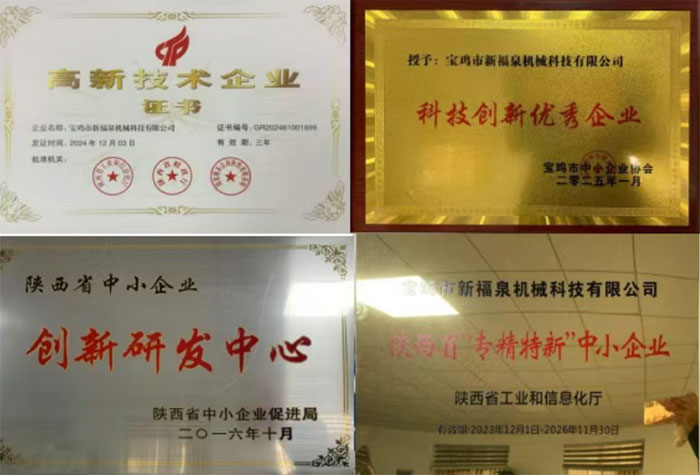 高新技术企业
证书
企业名称：宝鸡市新福泉机械科技有限公司
证书编号：GR202461001699
发证时间：2024 年 12 月 03 日
有 效 期：三年
批准机关：
授予：宝鸡市新福泉机械科技有限公司
科技创新优秀企业
宝鸡市中小企业协会
二〇二五年一月
陕西省中小企业
创新研发中心
陕西省中小企业促进局
二〇一六年十月
宝鸡市新福泉机械科技有限公司
陕西省“专精特新”中小企业
陕西省工业和信息化厅
有效期:2023年12月1日-2026年11月30日